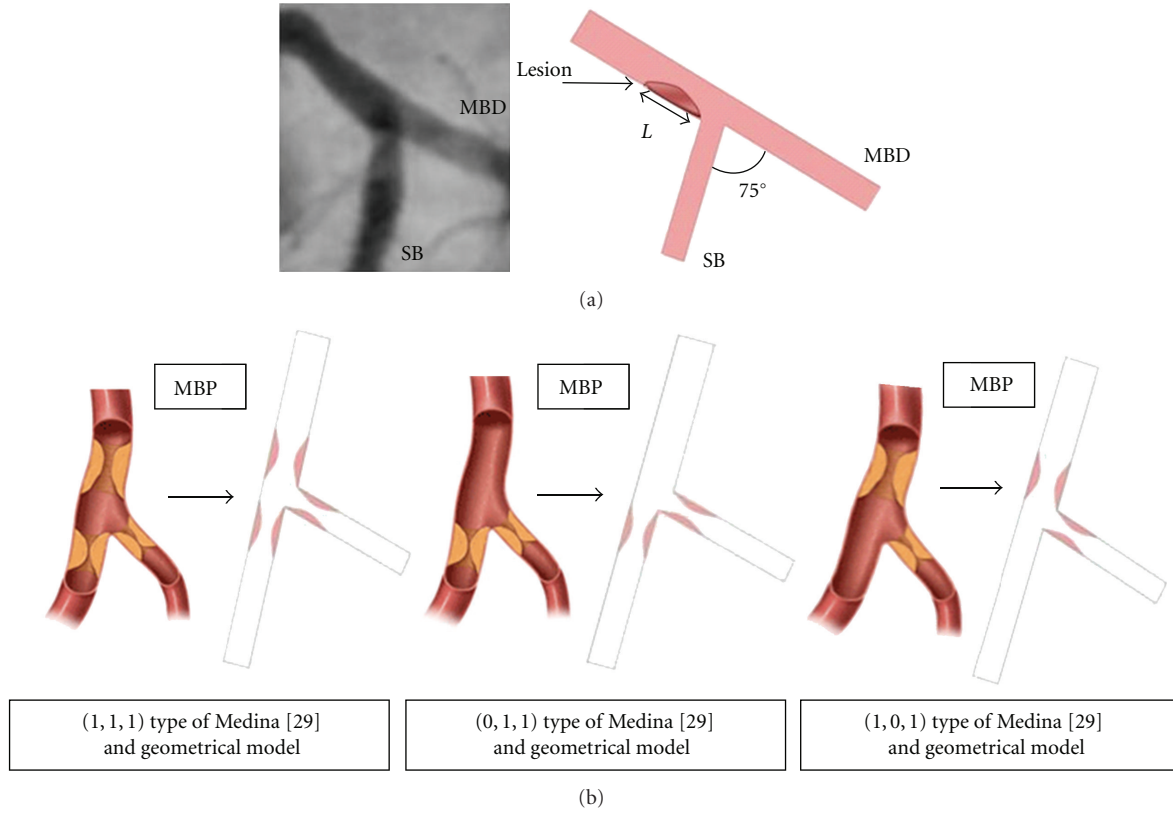 Lesion
MBD
L
MBD
75°
SB
SB
(a)
MBP
MBP
MBP
(1, 1, 1) type of Medina [29]
and geometrical model
(0, 1, 1) type of Medina [29]
and geometrical model
(1, 0, 1) type of Medina [29]
and geometrical model
(b)